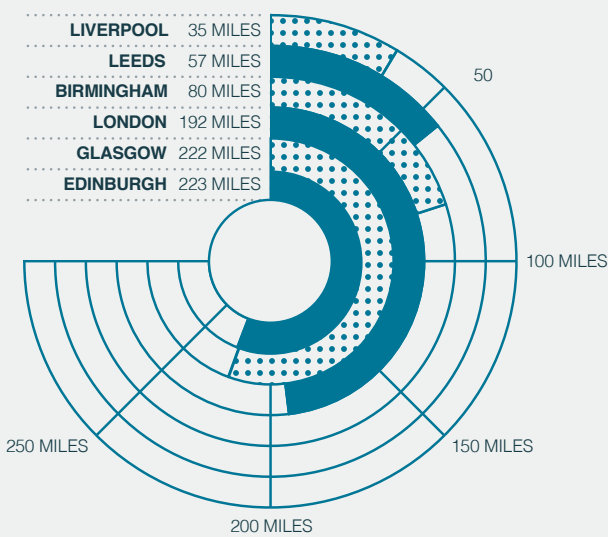 LIVERPOOL 35 MILES
LEEDS 57 MILES
BIRMINGHAM 80 MILES
LONDON 192 MILES
GLASGOW 222 MILES
EDINBURGH 223 MILES
50
100 MILES
150 MILES
200 MILES
250 MILES